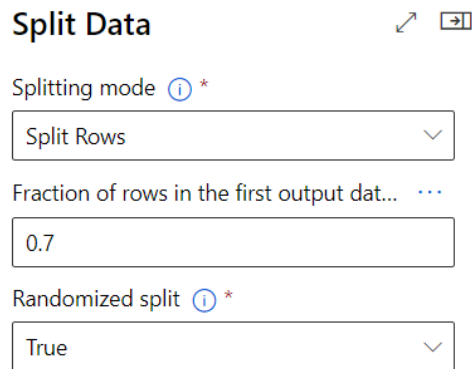 Split Data
Splitting mode *
Split Rows
Fraction of rows in the first output dat... ...
0.7
Randomized split *
True